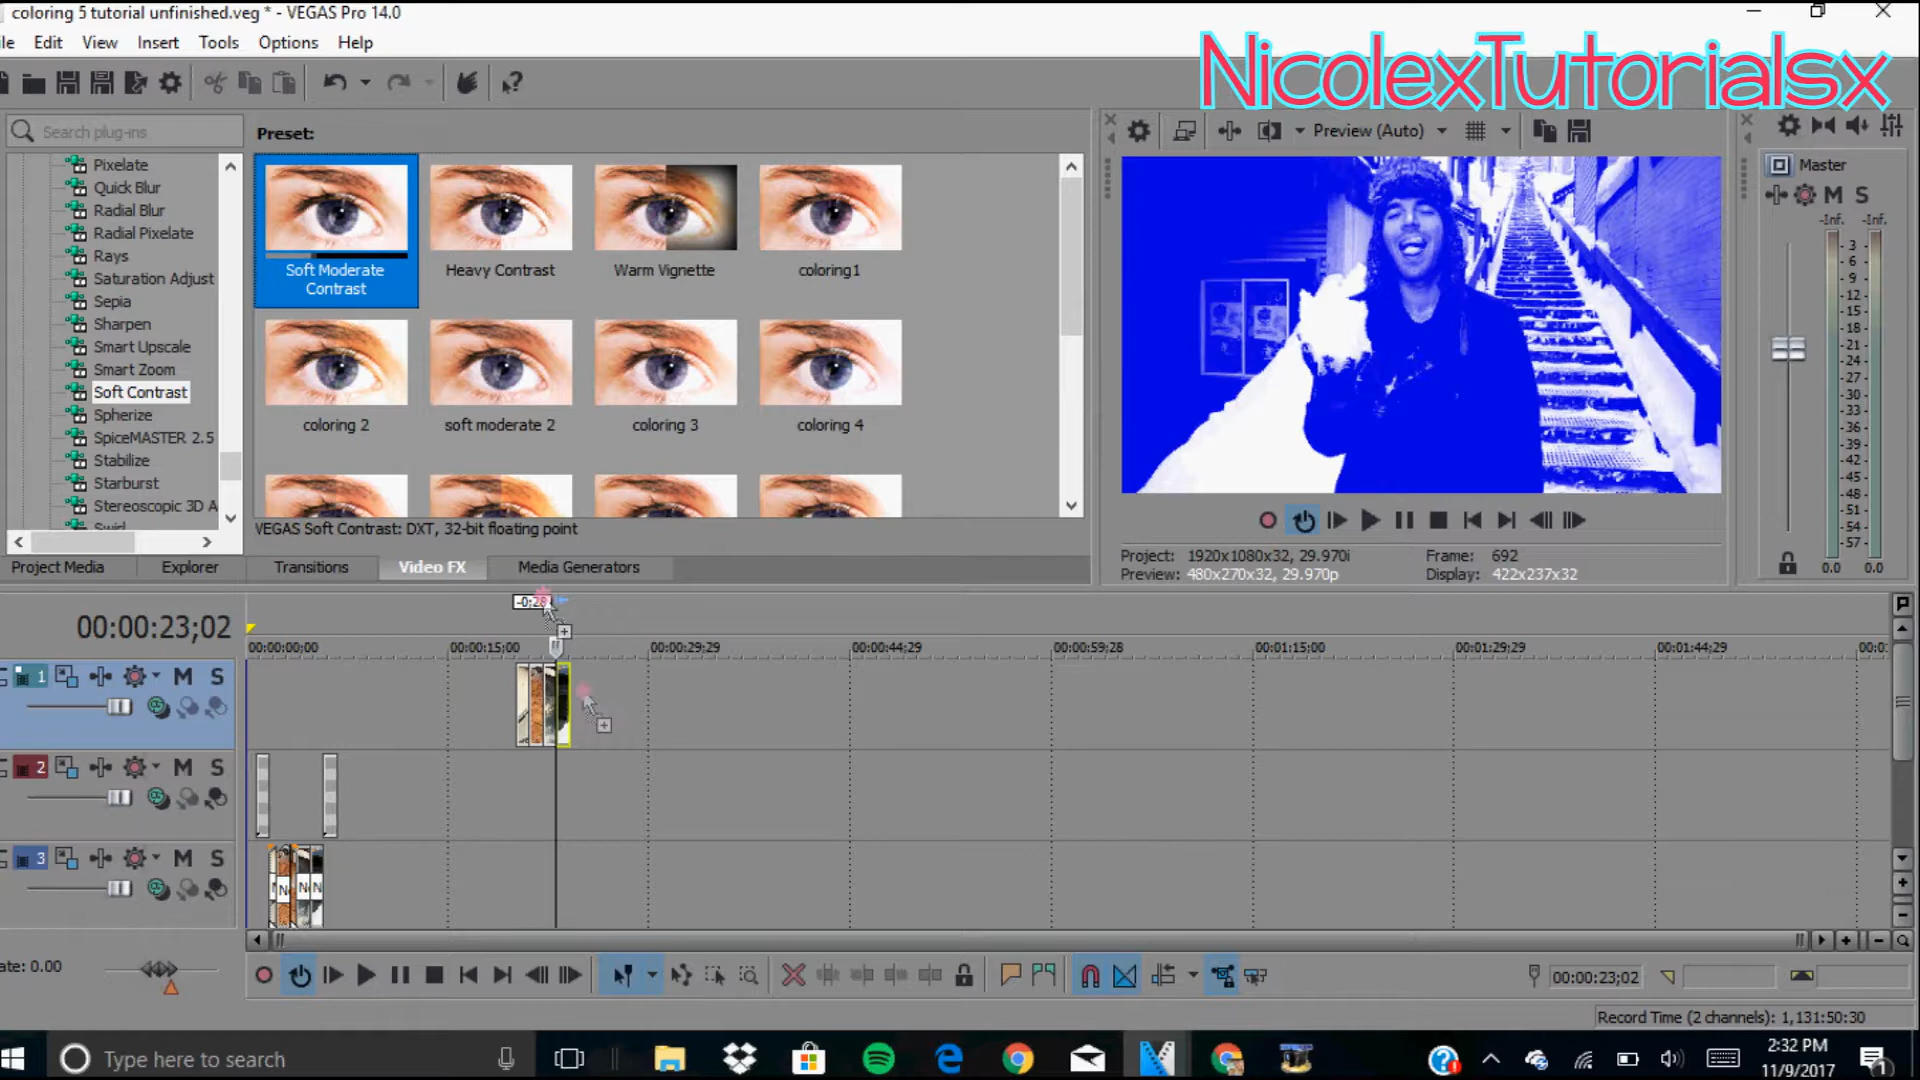 coloring 5 tutorial unfinished.veg * - VEGAS Pro 14.0
Edit View Insert Tools Options Help
NicolexTutorialsx
Search plug-ins
Preset:
Preview (Auto)
Pixelate
Quick Blur
Radial Blur
Radial Pixelate
Rays
Saturation Adjust
Sepia
Sharpen
Smart Upscale
Smart Zoom
Soft Contrast
Spherize
SpiceMASTER 2.5
Stabilize
Starburst
Stereoscopic 3D A
Swirl
Soft Moderate
Contrast
Heavy Contrast
Warm Vignette
coloring1
coloring 2
soft moderate 2
coloring 3
coloring 4
VEGAS Soft Contrast: DXT, 32-bit floating point
Project Media
Explorer
Transitions
Video FX
Media Generators
Project: 1920x1080x32, 29.970i
Preview: 480x270x32, 29.970p
Frame: 692
Display: 422x237x32
Master
M S
-Inf. -Inf.
3
6
9
12
15
18
21
24
27
30
33
36
39
42
45
48
51
54
57
0.0 0.0
00:00:23;02
00:00:00;00
00:00:15;00
00:00:29;29
00:00:44;29
00:00:59;28
00:01:15;00
00:01:29;29
00:01:44;29
1 M S
2 M S
3 M S
ate: 0.00
00:00:23;02
Record Time (2 channels): 1,131:50:30
Type here to search
2:32 PM
11/9/2017